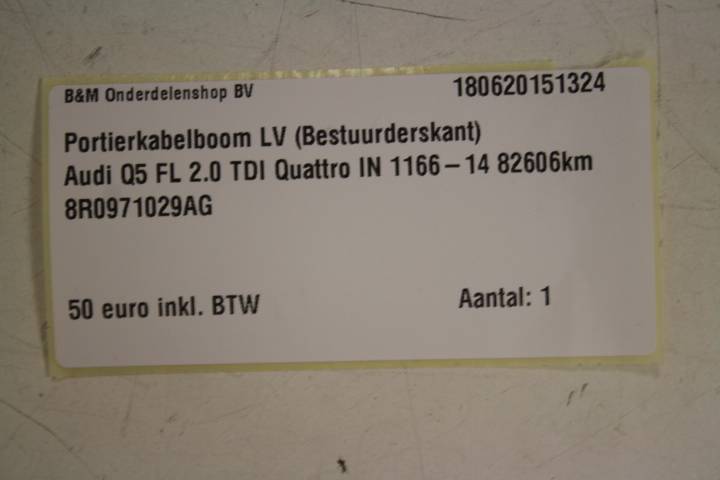 B&M Onderdelenshop BV 180620151324
Portierkabelboom LV (Bestuurderskant)
Audi Q5 FL 2.0 TDI Quattro IN 1166-14 82606km
8R0971029AG
50 euro inkl. BTW Aantal: 1